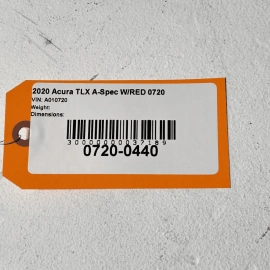 2020 Acura TLX A-Spec W/RED 0720
VIN: A010720
Weight:
Dimensions:
30000000037189
0720-0440